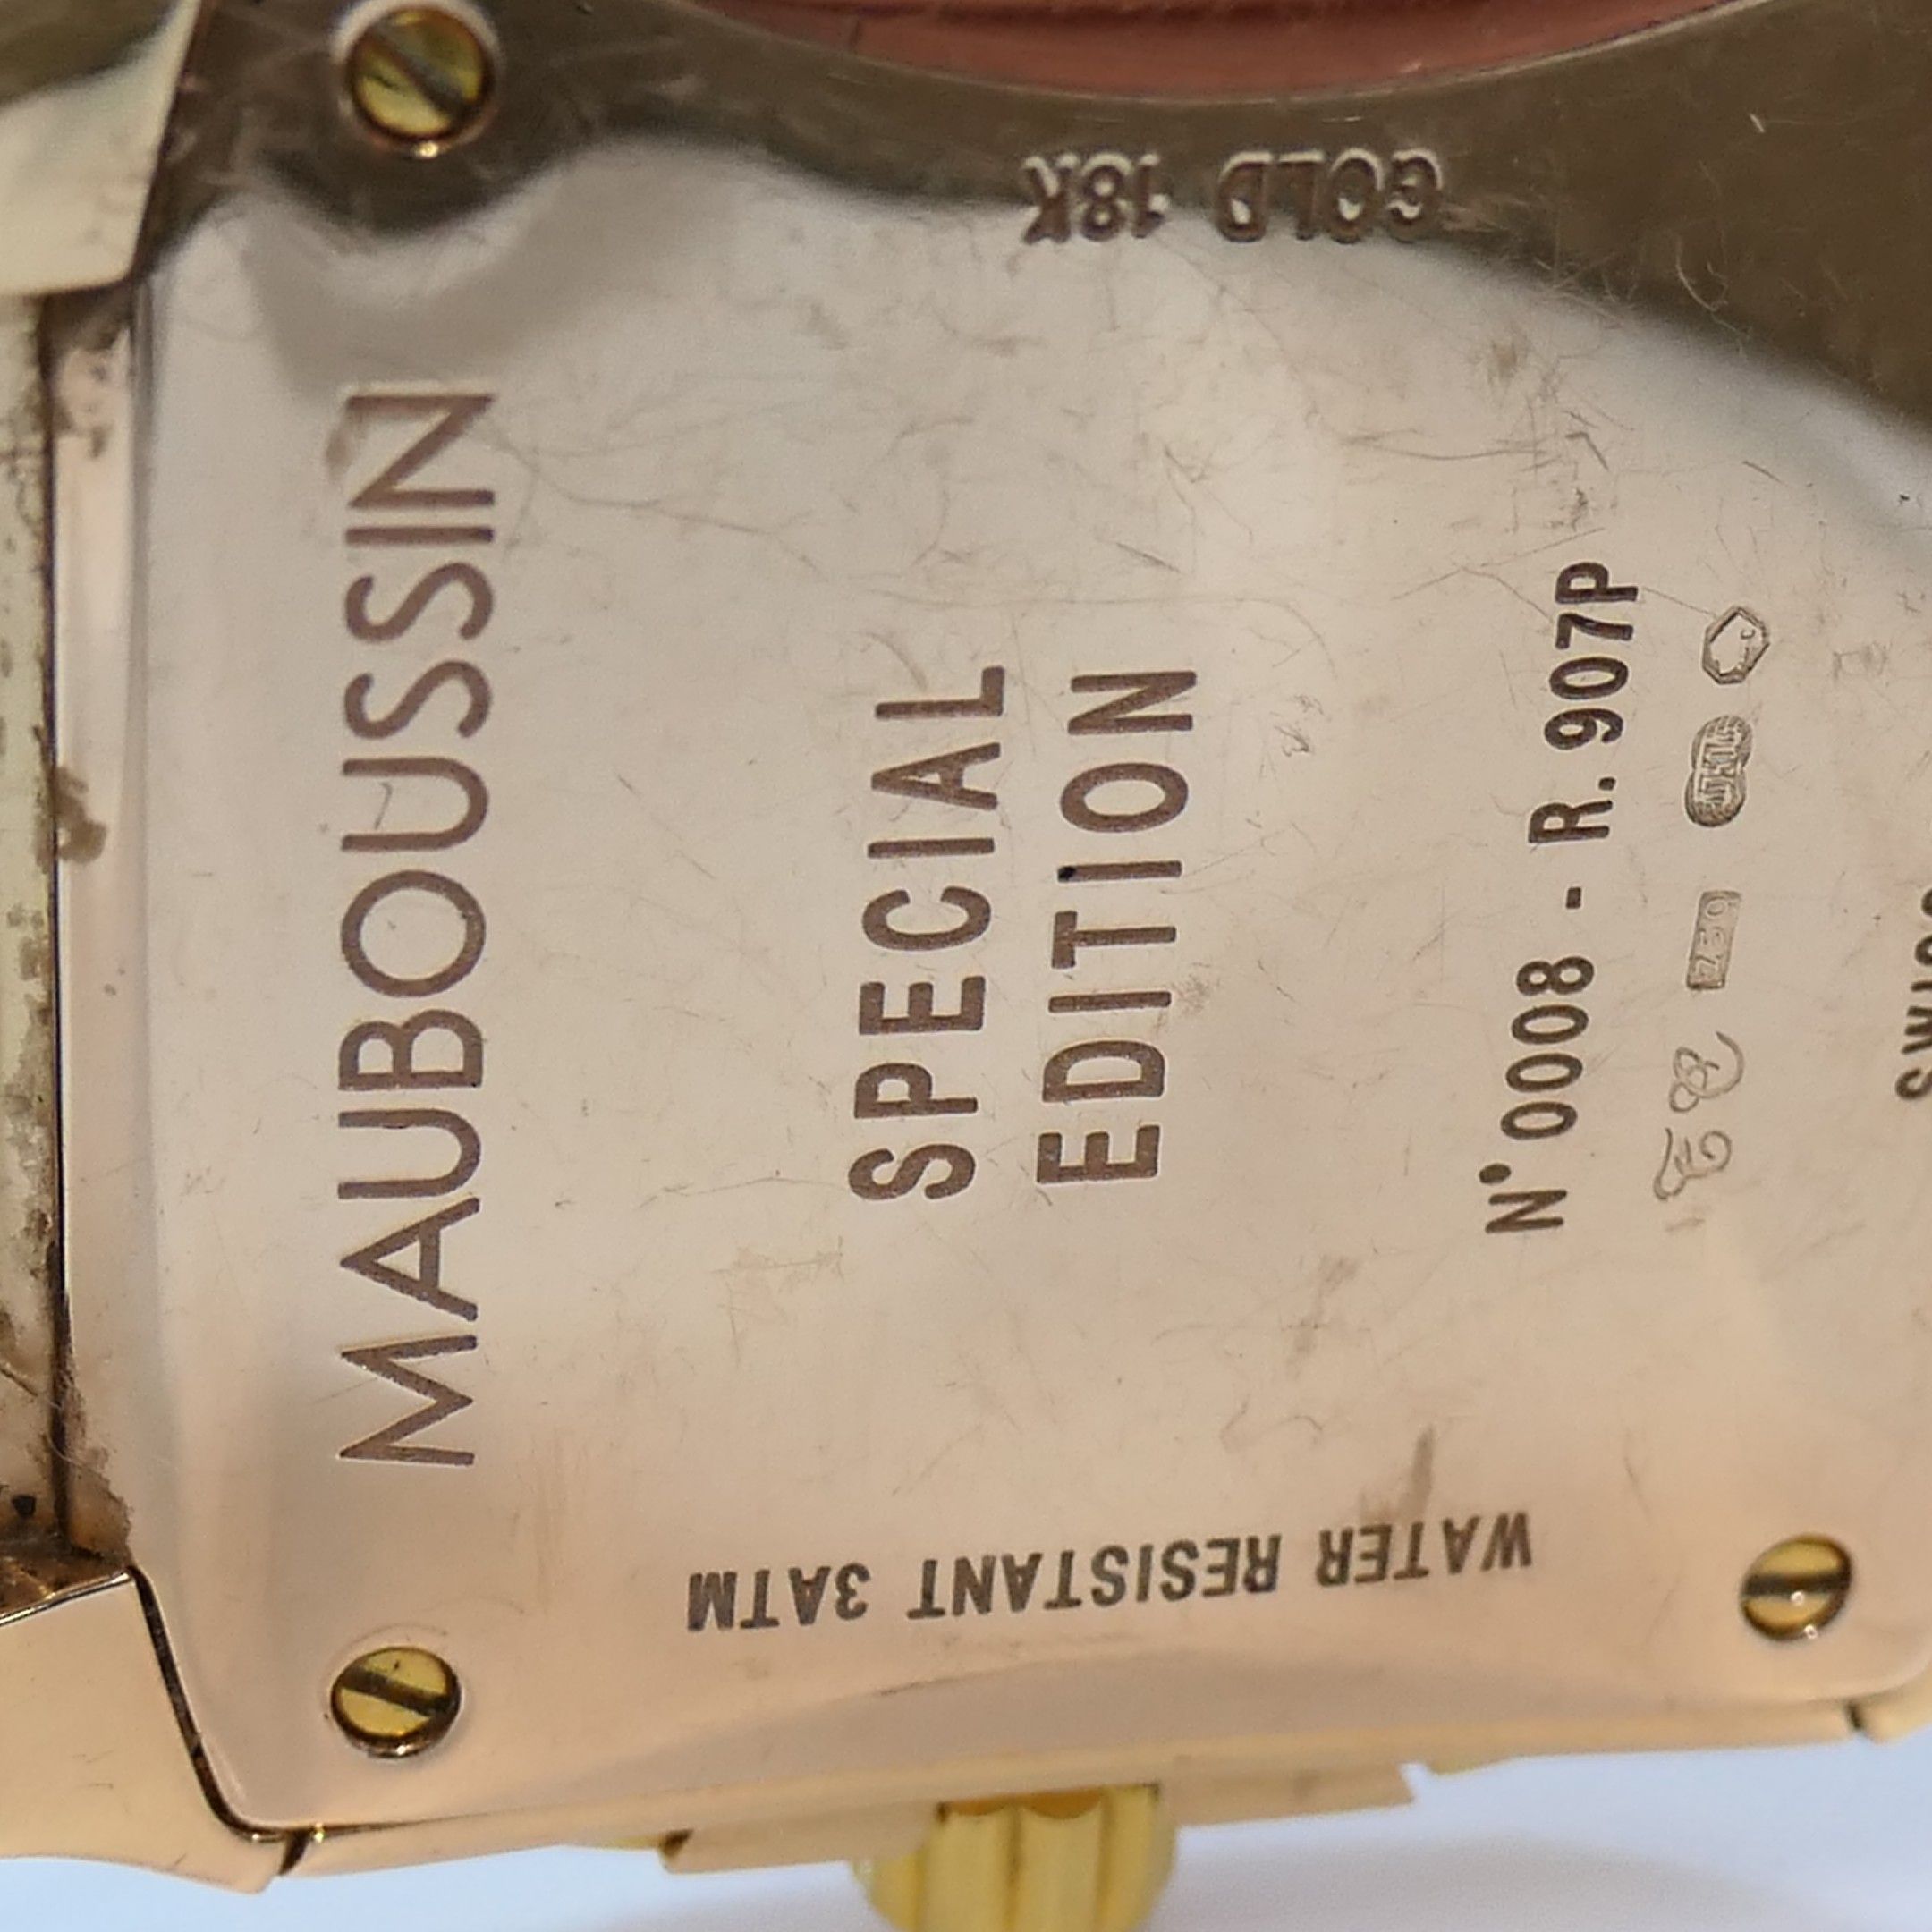 MAUBOUSSIN
SPECIAL
EDITION
N° 0008 - R.907P
750
GOLD 18K
WATER RESISTANT 3ATM